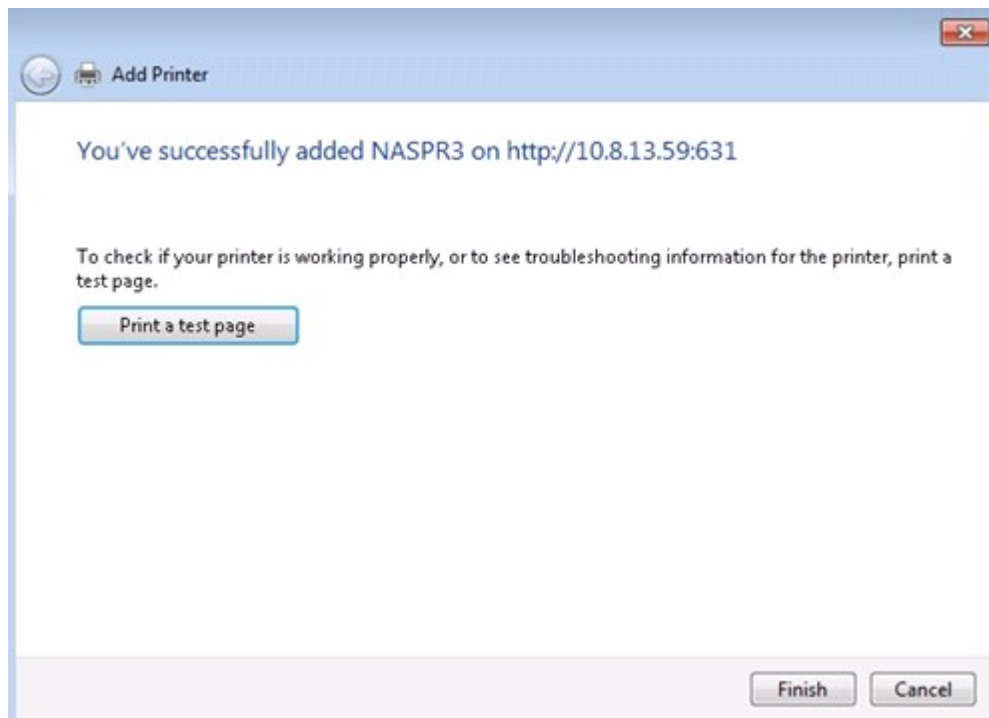 Add Printer
You've successfully added NASPR3 on http://10.8.13.59:631
To check if your printer is working properly, or to see troubleshooting information for the printer, print a
test page.
Print a test page
Finish
Cancel